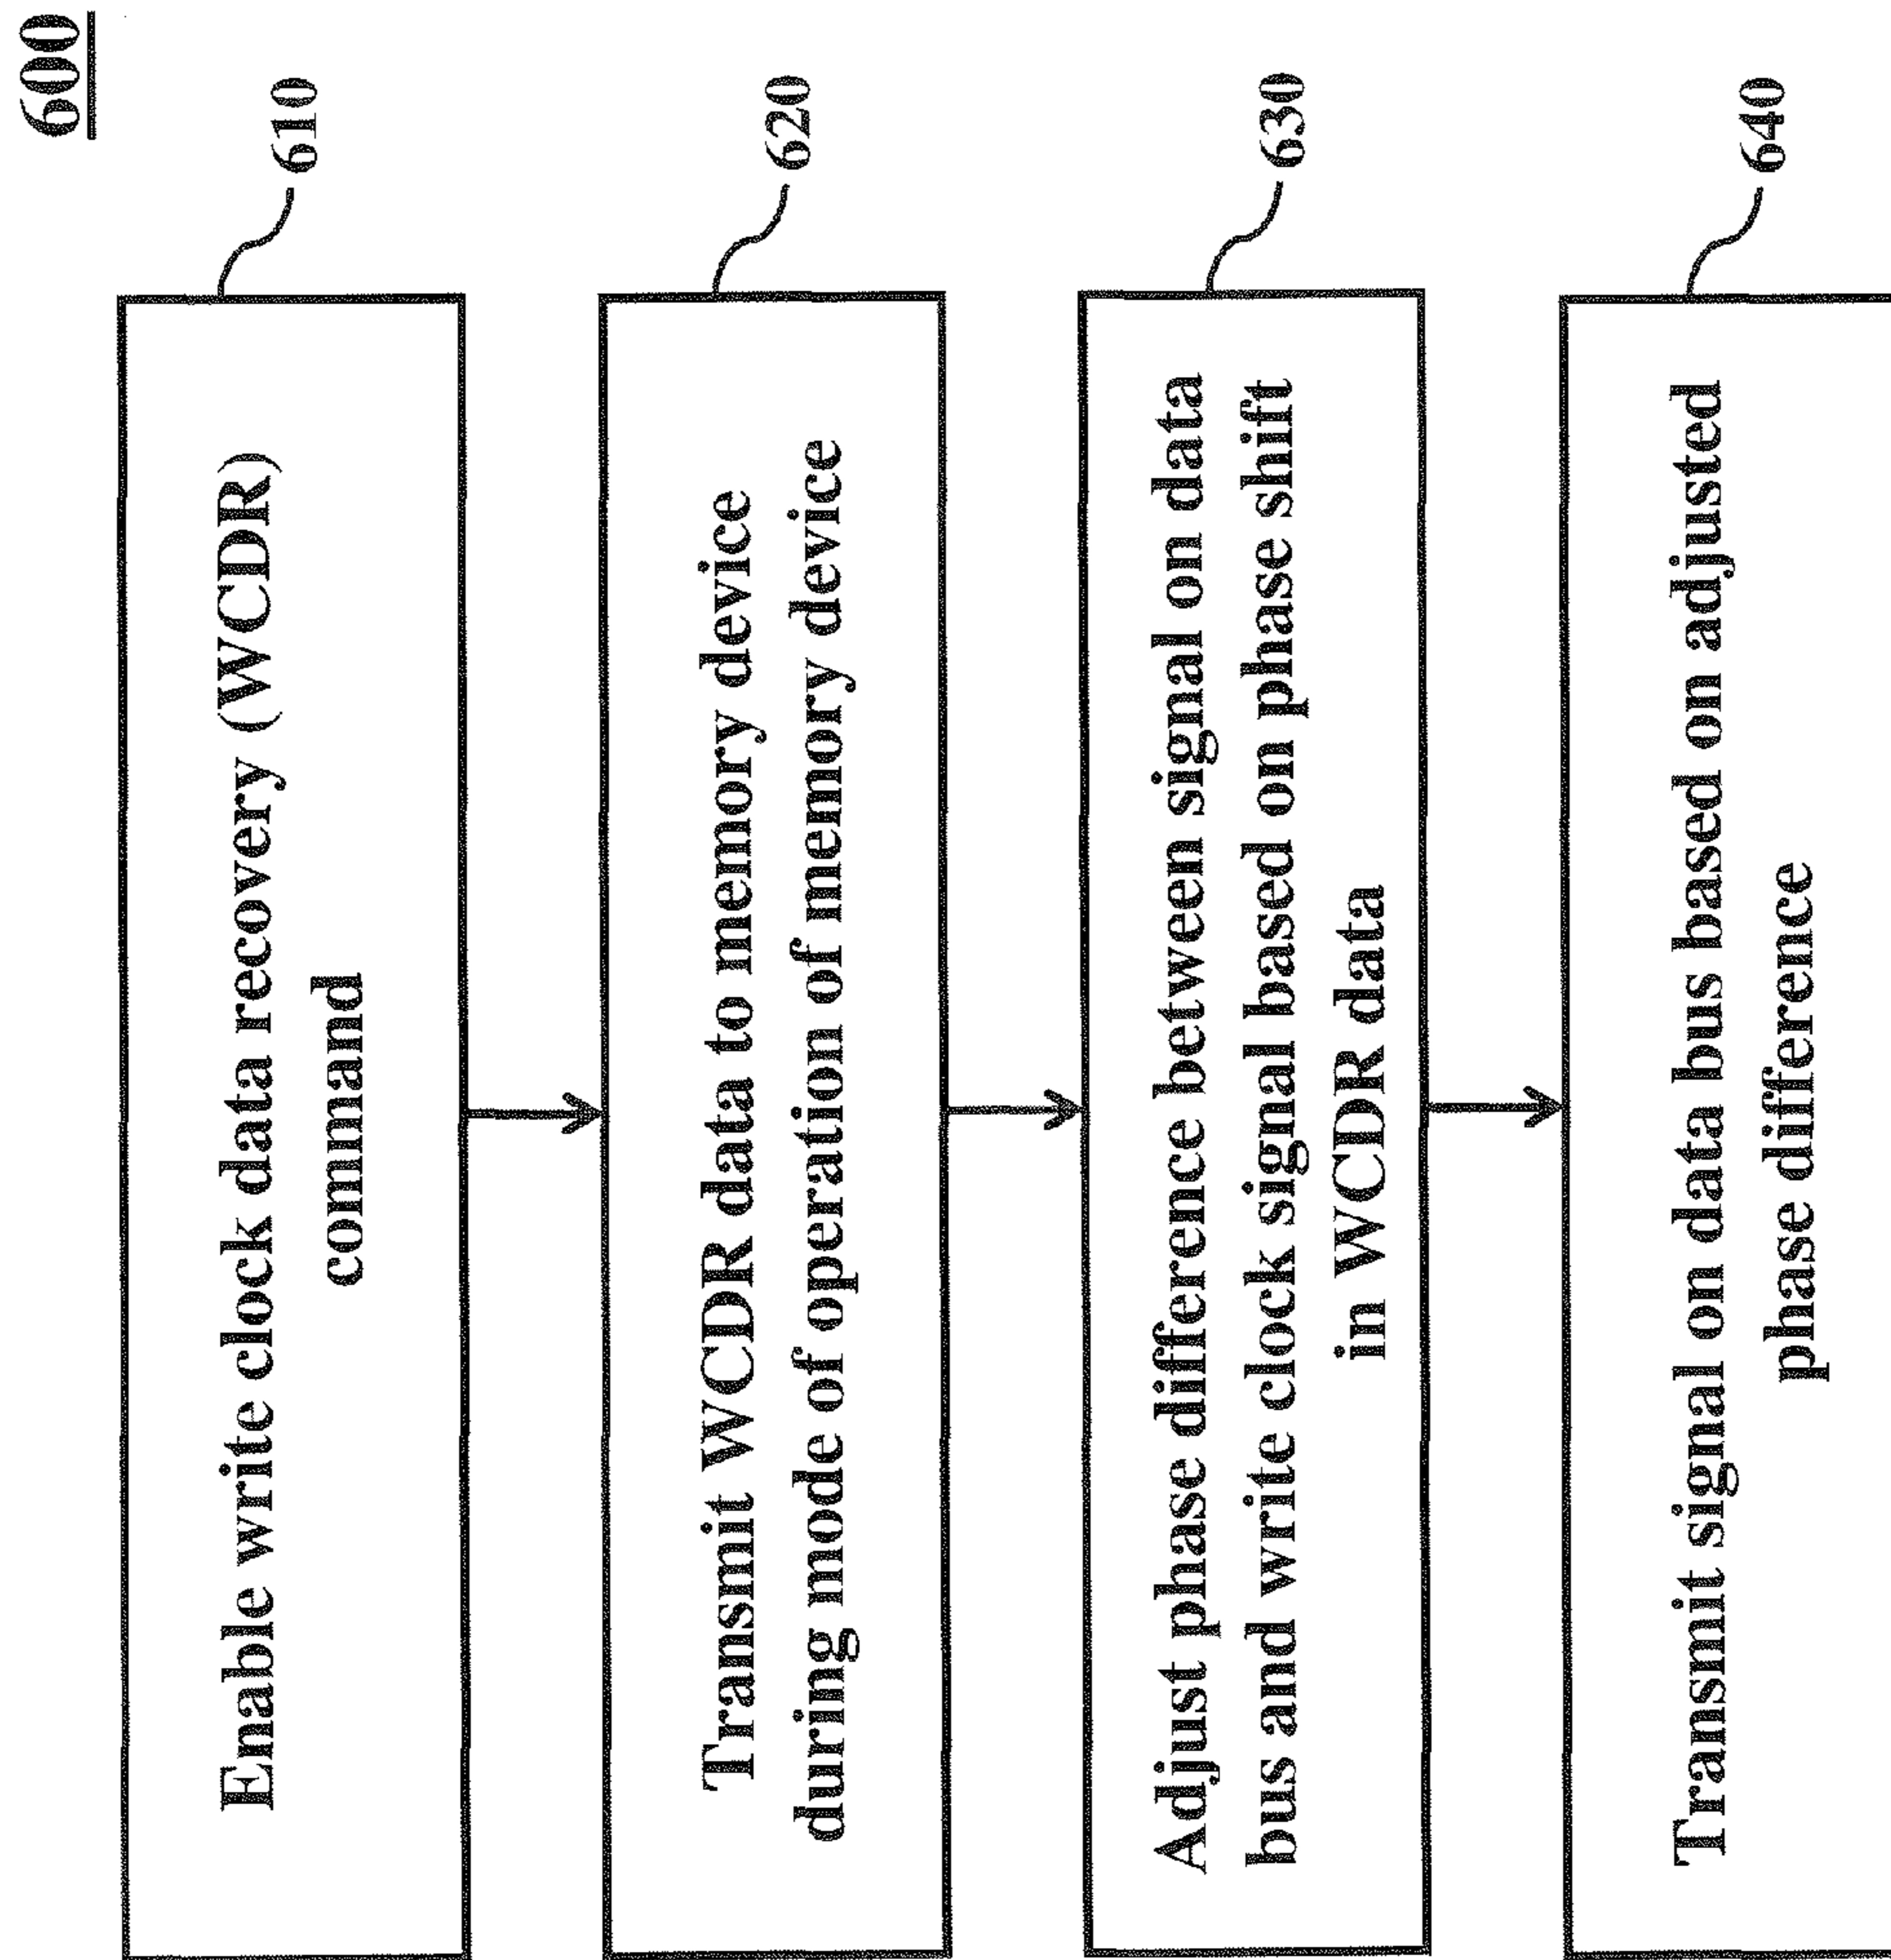 600
Enable write clock data recovery (WCDR)
command
610
Transmit WCDR data to memory device
during mode of operation of memory device
620
Adjust phase difference between signal on data
bus and write clock signal based on phase shift
in WCDR data
630
Transmit signal on data bus based on adjusted
phase difference
640